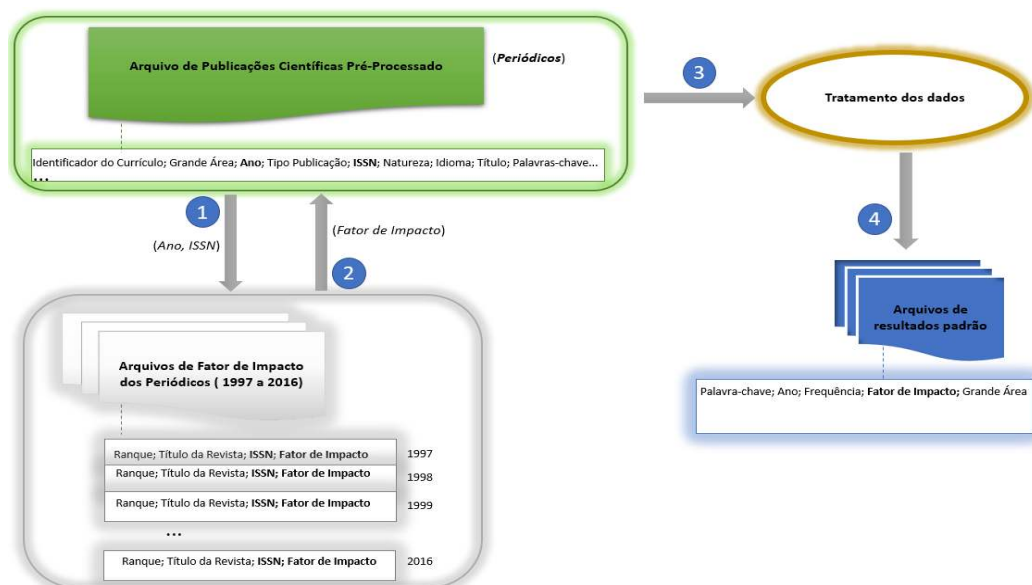 Arquivo de Publicações Científicas Pré-Processado
(Periódicos)
Identificador do Currículo; Grande Área; Ano; Tipo Publicação; ISSN; Natureza; Idioma; Título; Palavras-chave...
...
1
(Ano, ISSN)
(Fator de Impacto)
2
Arquivos de Fator de Impacto
dos Periódicos ( 1997 a 2016)
Ranque; Título da Revista; ISSN; Fator de Impacto
1997
Ranque; Título da Revista; ISSN; Fator de Impacto
1998
Ranque; Título da Revista; ISSN; Fator de Impacto
1999
...
Ranque; Título da Revista; ISSN; Fator de Impacto
2016
3
Tratamento dos dados
4
Arquivos de
resultados padrão
Palavra-chave; Ano; Frequência; Fator de Impacto; Grande Área